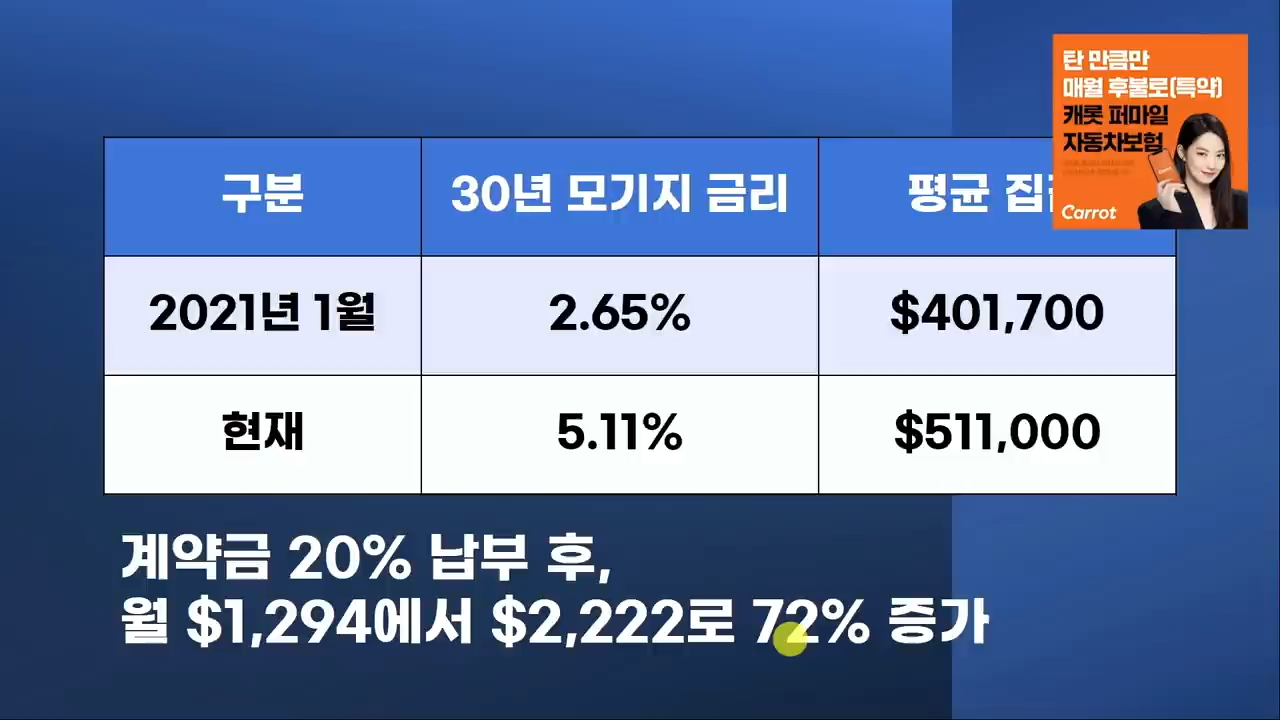 탄 만큼만
매월 후불로(특약)
캐롯 퍼마일
자동차보험
Carrot
구분 30년 모기지 금리 평균
2021년 1월 2.65% $401,700
현재 5.11% $511,000
계약금 20% 납부 후,
월 $1,294에서 $2,222로 72% 증가